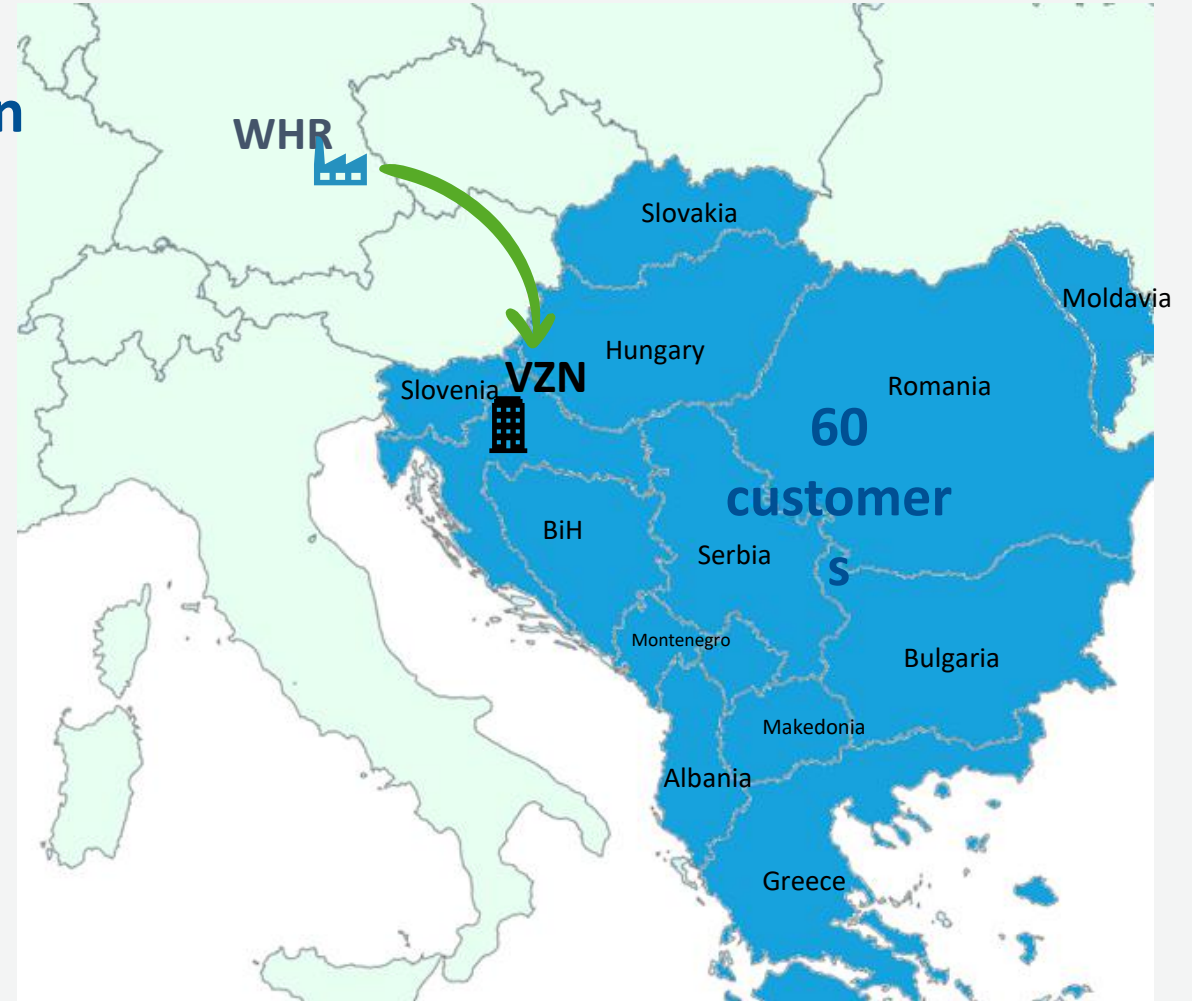 n
WHR
Slovakia
Moldavia
Hungary
VZN
Slovenia
Romania
60
customer
s
BiH
Serbia
Montenegro
Bulgaria
Makedonia
Albania
Greece